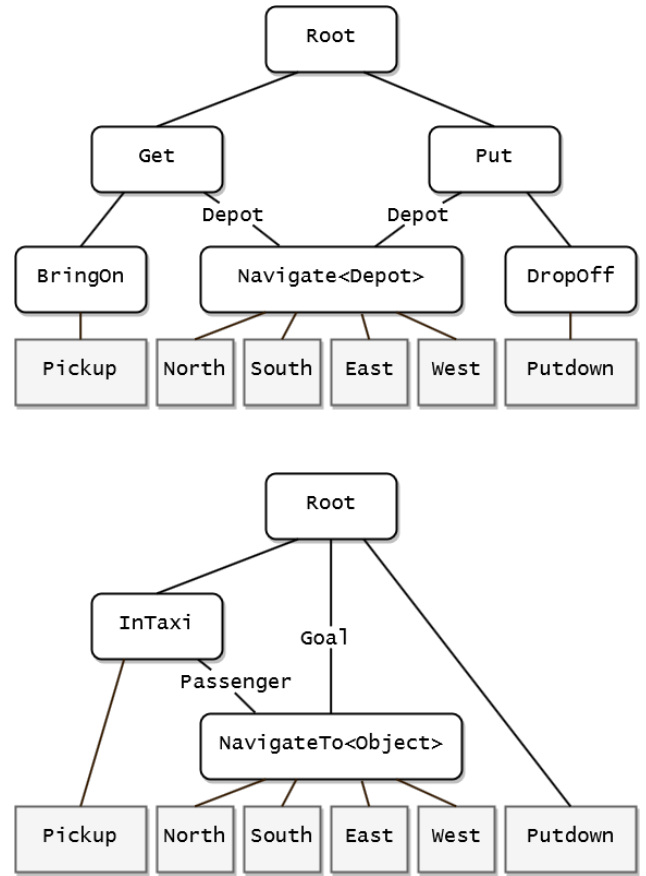 Root
Get
Put
Depot
Depot
BringOn
Navigate<Depot>
DropOff
Pickup
North
South
East
West
Putdown
Root
InTaxi
Goal
Passenger
NavigateTo<Object>
Pickup
North
South
East
West
Putdown